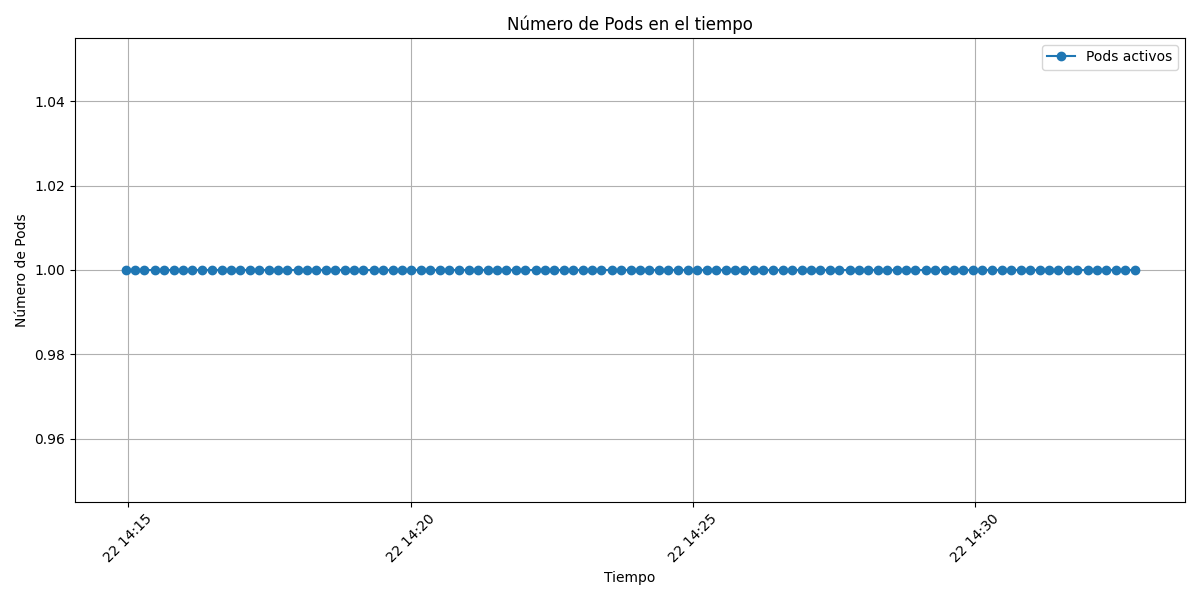 Número de Pods en el tiempo
Pods activos
1.04
1.02
1.00
0.98
0.96
Número de Pods
22 14:15
22 14:20
22 14:25
22 14:30
Tiempo